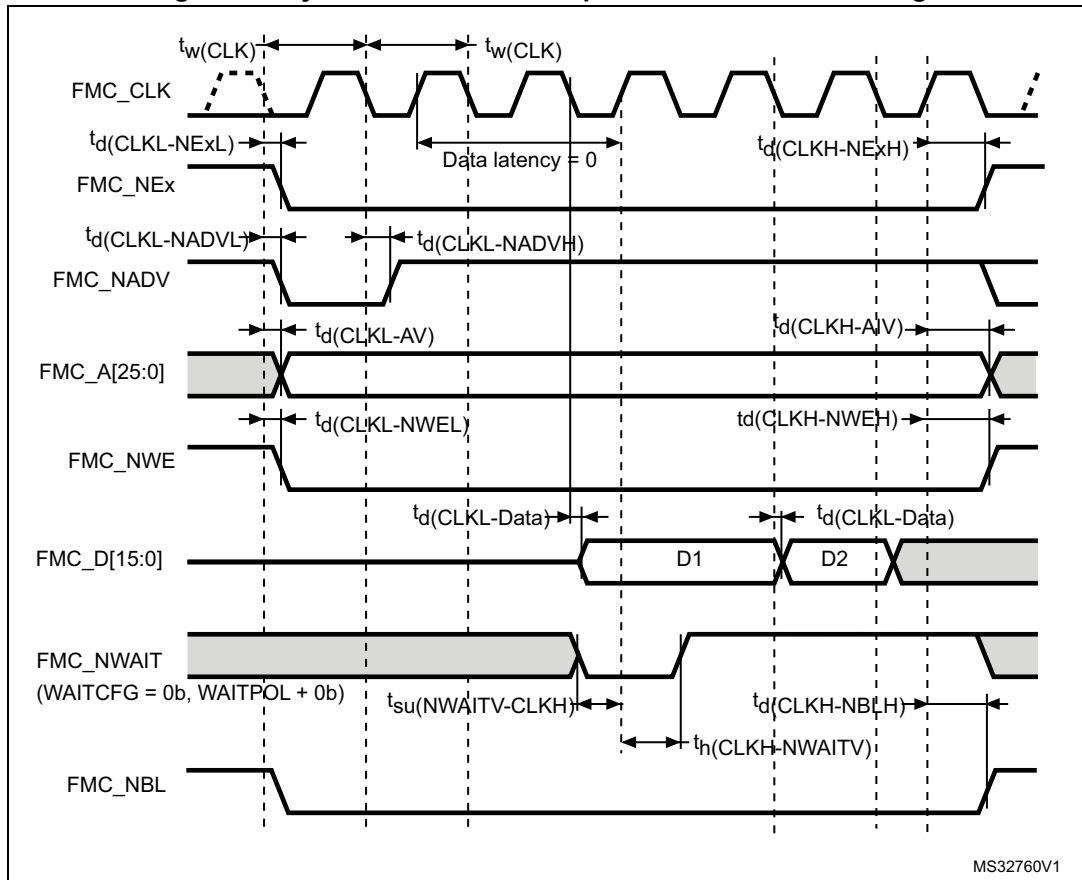 tw(CLK)
tw(CLK)
FMC_CLK
td(CLKL-NExL)
Data latency = 0
td(CLKH-NExH)
FMC_NEx
td(CLKL-NADVL)
td(CLKL-NADVH)
FMC_NADV
td(CLKL-AV)
td(CLKH-AIV)
FMC_A[25:0]
td(CLKL-NWEL)
td(CLKH-NWEH)
FMC_NWE
td(CLKL-Data)
td(CLKL-Data)
FMC_D[15:0]
D1
D2
FMC_NWAIT
(WAITCFG = 0b, WAITPOL + 0b)
tsu(NWAITV-CLKH)
td(CLKH-NBLH)
th(CLKH-NWAITV)
FMC_NBL
MS32760V1